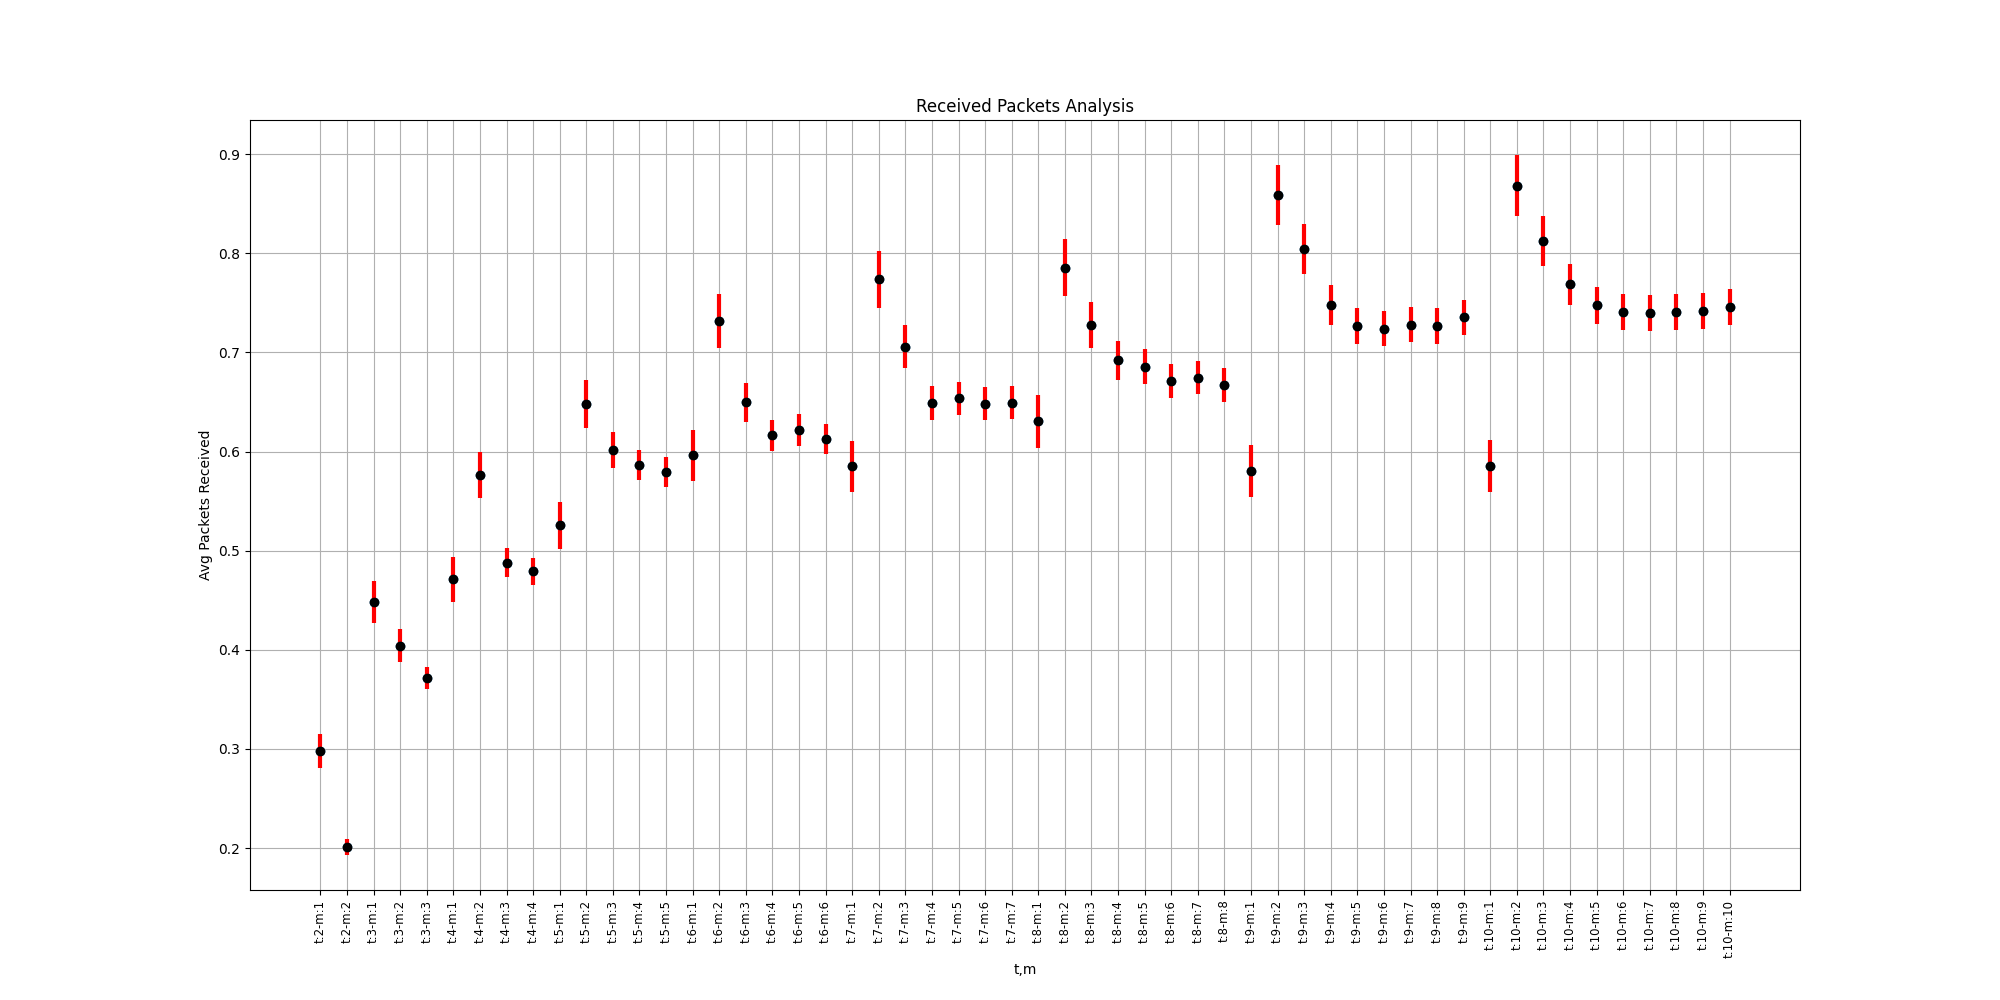 Received Packets Analysis
Avg Packets Received
0.9
0.8
0.7
0.6
0.5
0.4
0.3
0.2
t:2-m:1
t:2-m:2
t:3-m:1
t:3-m:2
t:3-m:3
t:4-m:1
t:4-m:2
t:4-m:3
t:4-m:4
t:5-m:1
t:5-m:2
t:5-m:3
t:5-m:4
t:5-m:5
t:6-m:1
t:6-m:2
t:6-m:3
t:6-m:4
t:6-m:5
t:6-m:6
t:7-m:1
t:7-m:2
t:7-m:3
t:7-m:4
t:7-m:5
t:7-m:6
t:7-m:7
t:8-m:1
t:8-m:2
t:8-m:3
t:8-m:4
t:8-m:5
t:8-m:6
t:8-m:7
t:8-m:8
t:9-m:1
t:9-m:2
t:9-m:3
t:9-m:4
t:9-m:5
t:9-m:6
t:9-m:7
t:9-m:8
t:9-m:9
t:10-m:1
t:10-m:2
t:10-m:3
t:10-m:4
t:10-m:5
t:10-m:6
t:10-m:7
t:10-m:8
t:10-m:9
t:10-m:10
t,m